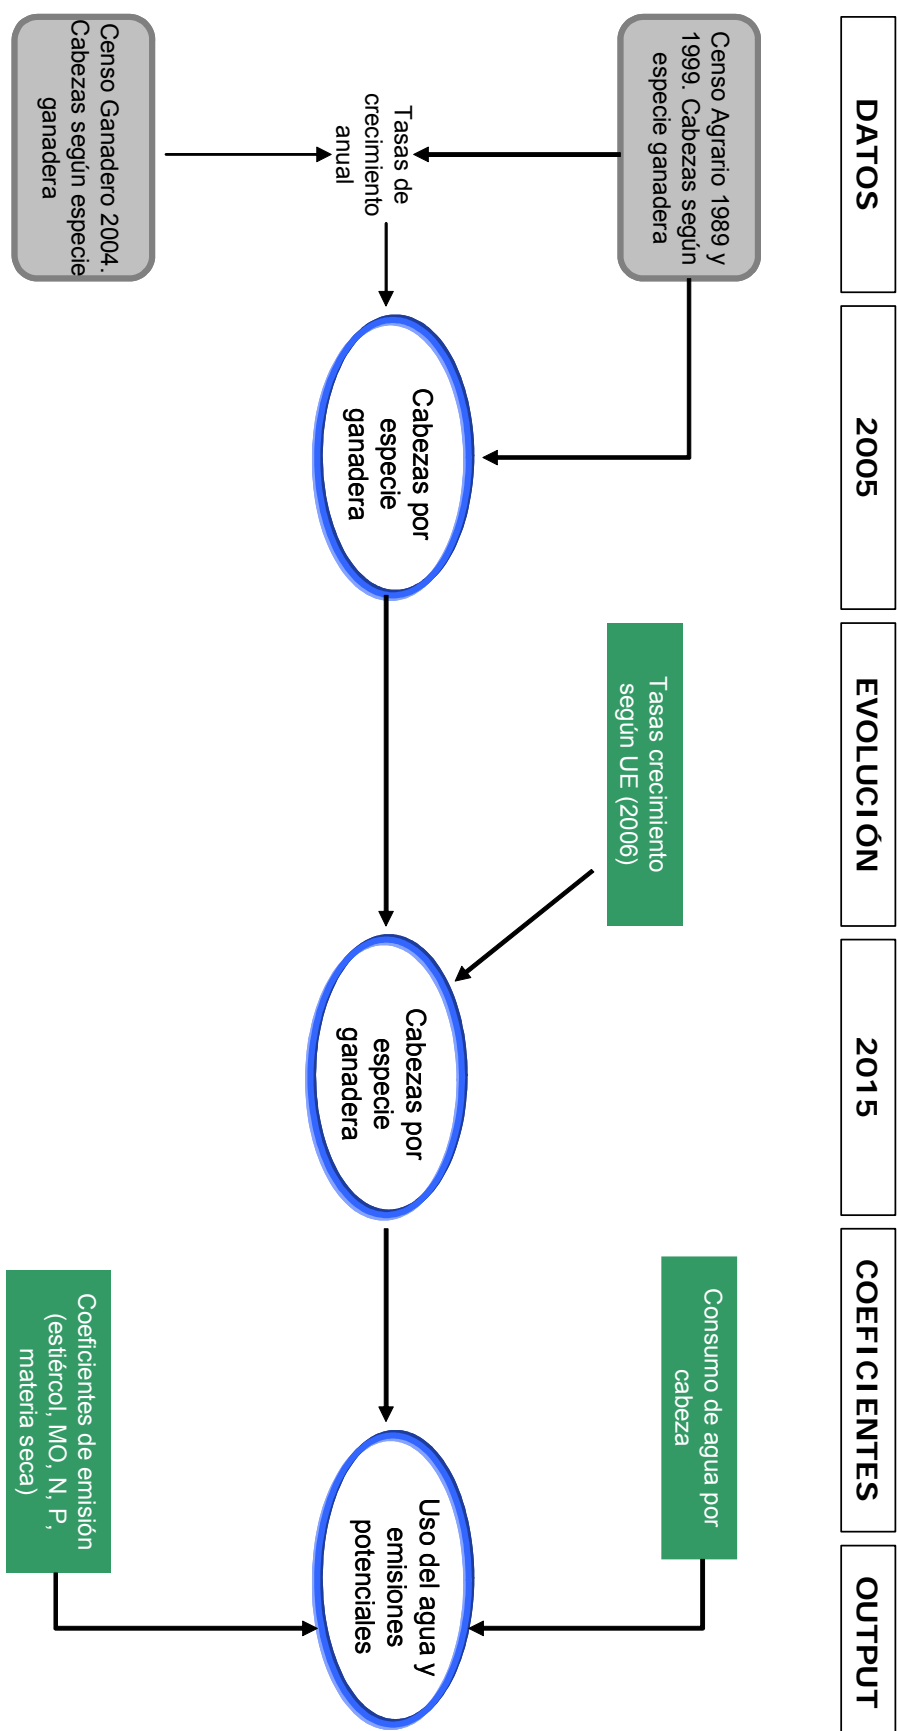 DATOS
2005
EVOLUCIÓN
2015
COEFICIENTES
OUTPUT
Censo Agrario 1989 y
1999. Cabezas según
especie ganadera
Tasas de
crecimiento
anual
Censo Ganadero 2004.
Cabezas según especie
ganadera
Cabezas por
especie
ganadera
Tasas crecimiento
según UE (2006)
Cabezas por
especie
ganadera
Consumo de agua por
cabeza
Coeficientes de emisión
(estiércol, MO, N, P,
materia seca)
Uso del agua y
emisiones
potenciales